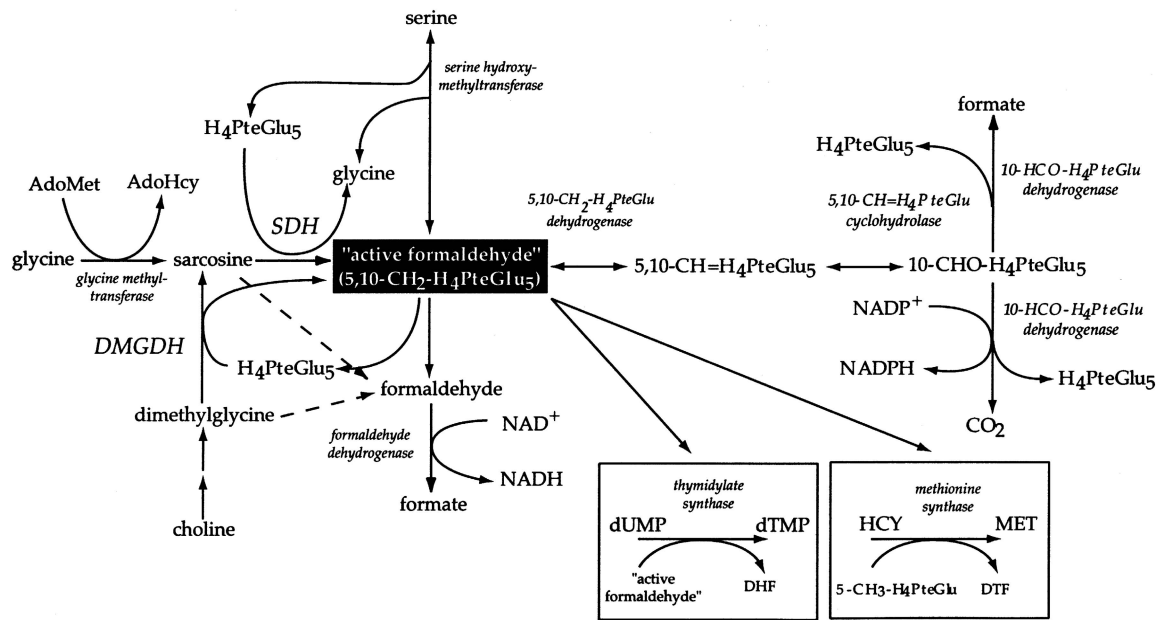 serine
serine hydroxy-
methyltransferase
H4PteGlu5
glycine
AdoMet
AdoHcy
SDH
glycine
glycine methyl-
transferase
sarcosine
"active formaldehyde"
(5,10-CH2-H4PteGlu5)
5,10-CH2-H4PteGlu
dehydrogenase
5,10-CH=H4PteGlu5
5,10-CH=H4PteGlu
cyclohydrolase
10-CHO-H4PteGlu5
formate
H4PteGlu5
10-HCO-H4PteGlu
dehydrogenase
NADP+
10-HCO-H4PteGlu
dehydrogenase
NADPH
H4PteGlu5
CO2
DMGDH
H4PteGlu5
formaldehyde
dimethylglycine
choline
formaldehyde
dehydrogenase
NAD+
NADH
formate
thymidylate
synthase
dUMP
dTMP
"active
formaldehyde"
DHF
methionine
synthase
HCY
MET
5-CH3-H4PteGlu
DTF